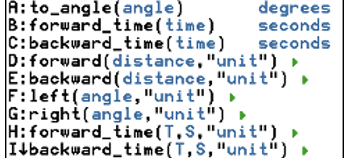 A:to_angle(angle) degrees
B:forward_time(time) seconds
C:backward_time(time) seconds
D:forward(distance,"unit") ▸
E:backward(distance,"unit") ▸
F:left(angle,"unit") ▸
G:right(angle,"unit") ▸
H:forward_time(T,S,"unit") ▸
I↓backward_time(T,S,"unit") ▸